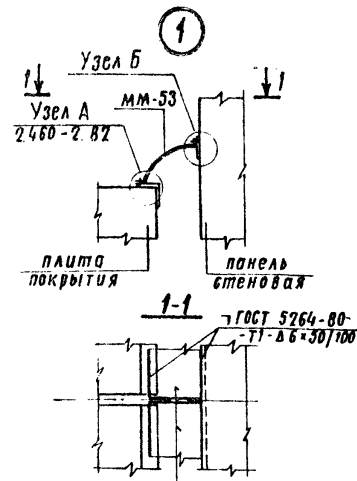 1
Узел Б
1
1
Узел А
мм-53
2.460-2.В2
плита
покрытия
панель
стеновая
1-1
ГОСТ 5264-80-
-Т1-Δ6×50/100